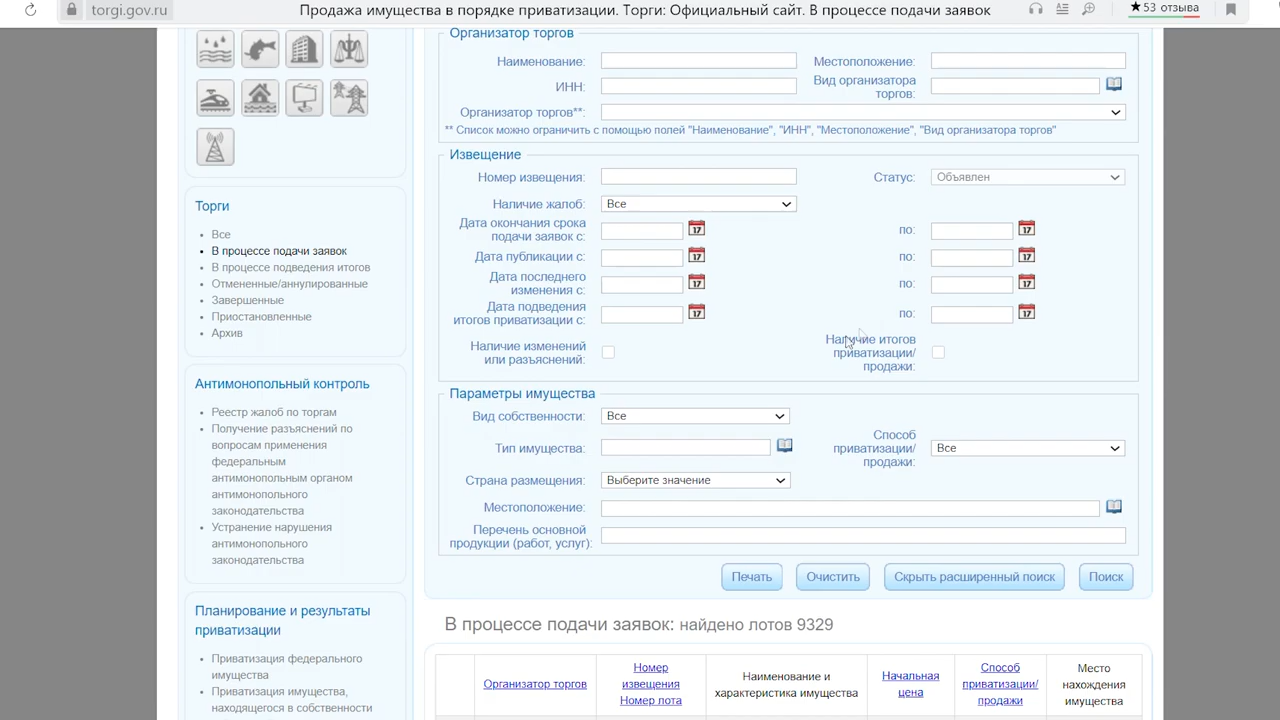 torgi.gov.ru
Продажа имущества в порядке приватизации. Торги: Официальный сайт. В процессе подачи заявок
★53 отзыва
Торги
Все
В процессе подачи заявок
В процессе подведения итогов
Отмененные/аннулированные
Завершенные
Приостановленные
Архив
Антимонопольный контроль
Реестр жалоб по торгам
Получение разъяснений по
вопросам применения
федеральным
антимонопольным органом
антимонопольного
законодательства
Устранение нарушения
антимонопольного
законодательства
Планирование и результаты
приватизации
Приватизация федерального
имущества
Приватизация имущества,
находящегося в собственности
Организатор торгов
Наименование:
Местоположение:
ИНН:
Вид организатора
торгов:
Организатор торгов**:
** Список можно ограничить с помощью полей "Наименование", "ИНН", "Местоположение", "Вид организатора торгов"
Извещение
Номер извещения:
Статус: Объявлен
Наличие жалоб: Все
Дата окончания срока
подачи заявок с: 17 по: 17
Дата публикации с: 17 по: 17
Дата последнего
изменения с: 17 по: 17
Дата подведения
итогов приватизации с: 17 по: 17
Наличие изменений
или разъяснений:
Наличие итогов
приватизации/
продажи:
Параметры имущества
Вид собственности: Все
Тип имущества:
Способ
приватизации/
продажи:
Все
Страна размещения: Выберите значение
Местоположение:
Перечень основной
продукции (работ, услуг):
Печать Очистить Скрыть расширенный поиск Поиск
В процессе подачи заявок: найдено лотов 9329
Организатор торгов
Номер
извещения
Номер лота
Наименование и
характеристика имущества
Начальная
цена
Способ
приватизации/
продажи
Место
нахождения
имущества